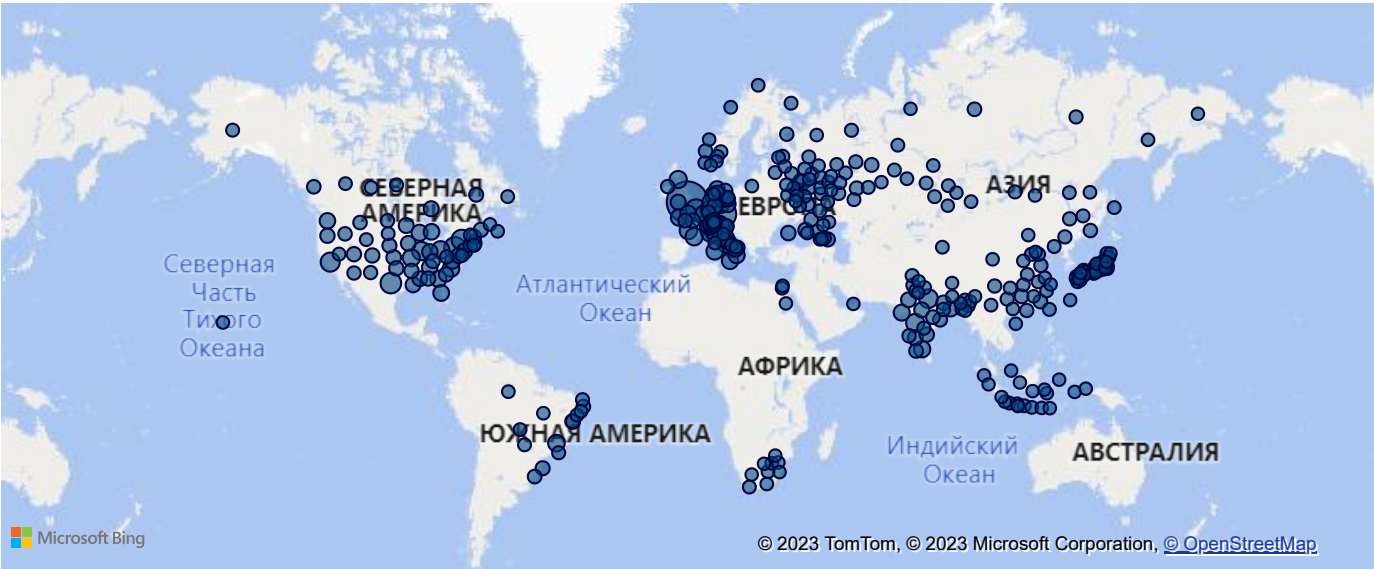 СЕВЕРНАЯ
АМЕРИКА
АЗИЯ
ЕВРОПА
Северная
Часть
Тихого
Океана
Атлантический
Океан
АФРИКА
ЮЖНАЯ АМЕРИКА
Индийский
Океан
АВСТРАЛИЯ
Microsoft Bing
© 2023 TomTom, © 2023 Microsoft Corporation, © OpenStreetMap